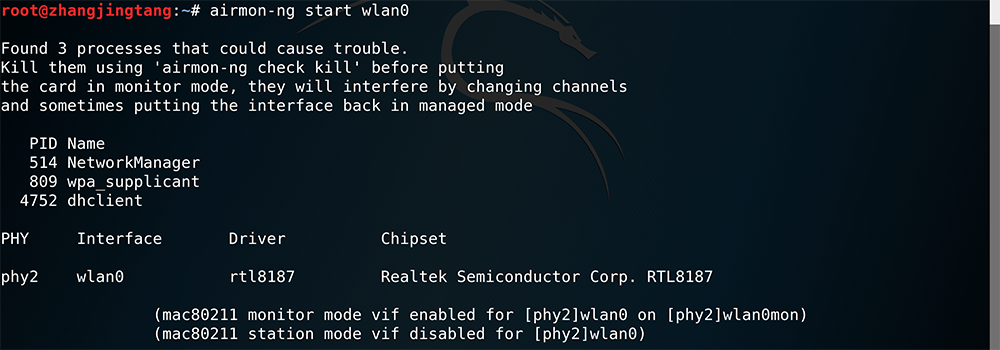 root@zhangjingtang:~# airmon-ng start wlan0
Found 3 processes that could cause trouble.
Kill them using 'airmon-ng check kill' before putting
the card in monitor mode, they will interfere by changing channels
and sometimes putting the interface back in managed mode
PID Name
514 NetworkManager
809 wpa_supplicant
4752 dhclient
PHY Interface Driver Chipset
phy2 wlan0 rtl8187 Realtek Semiconductor Corp. RTL8187
(mac80211 monitor mode vif enabled for [phy2]wlan0 on [phy2]wlan0mon)
(mac80211 station mode vif disabled for [phy2]wlan0)